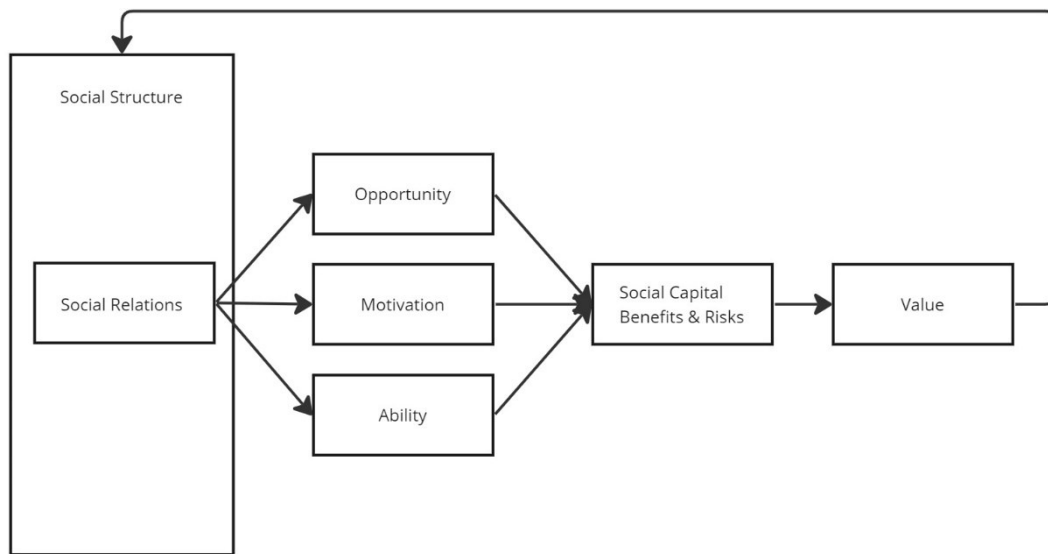 Social Structure
Opportunity
Social Relations
Motivation
Social Capital
Benefits & Risks
Value
Ability